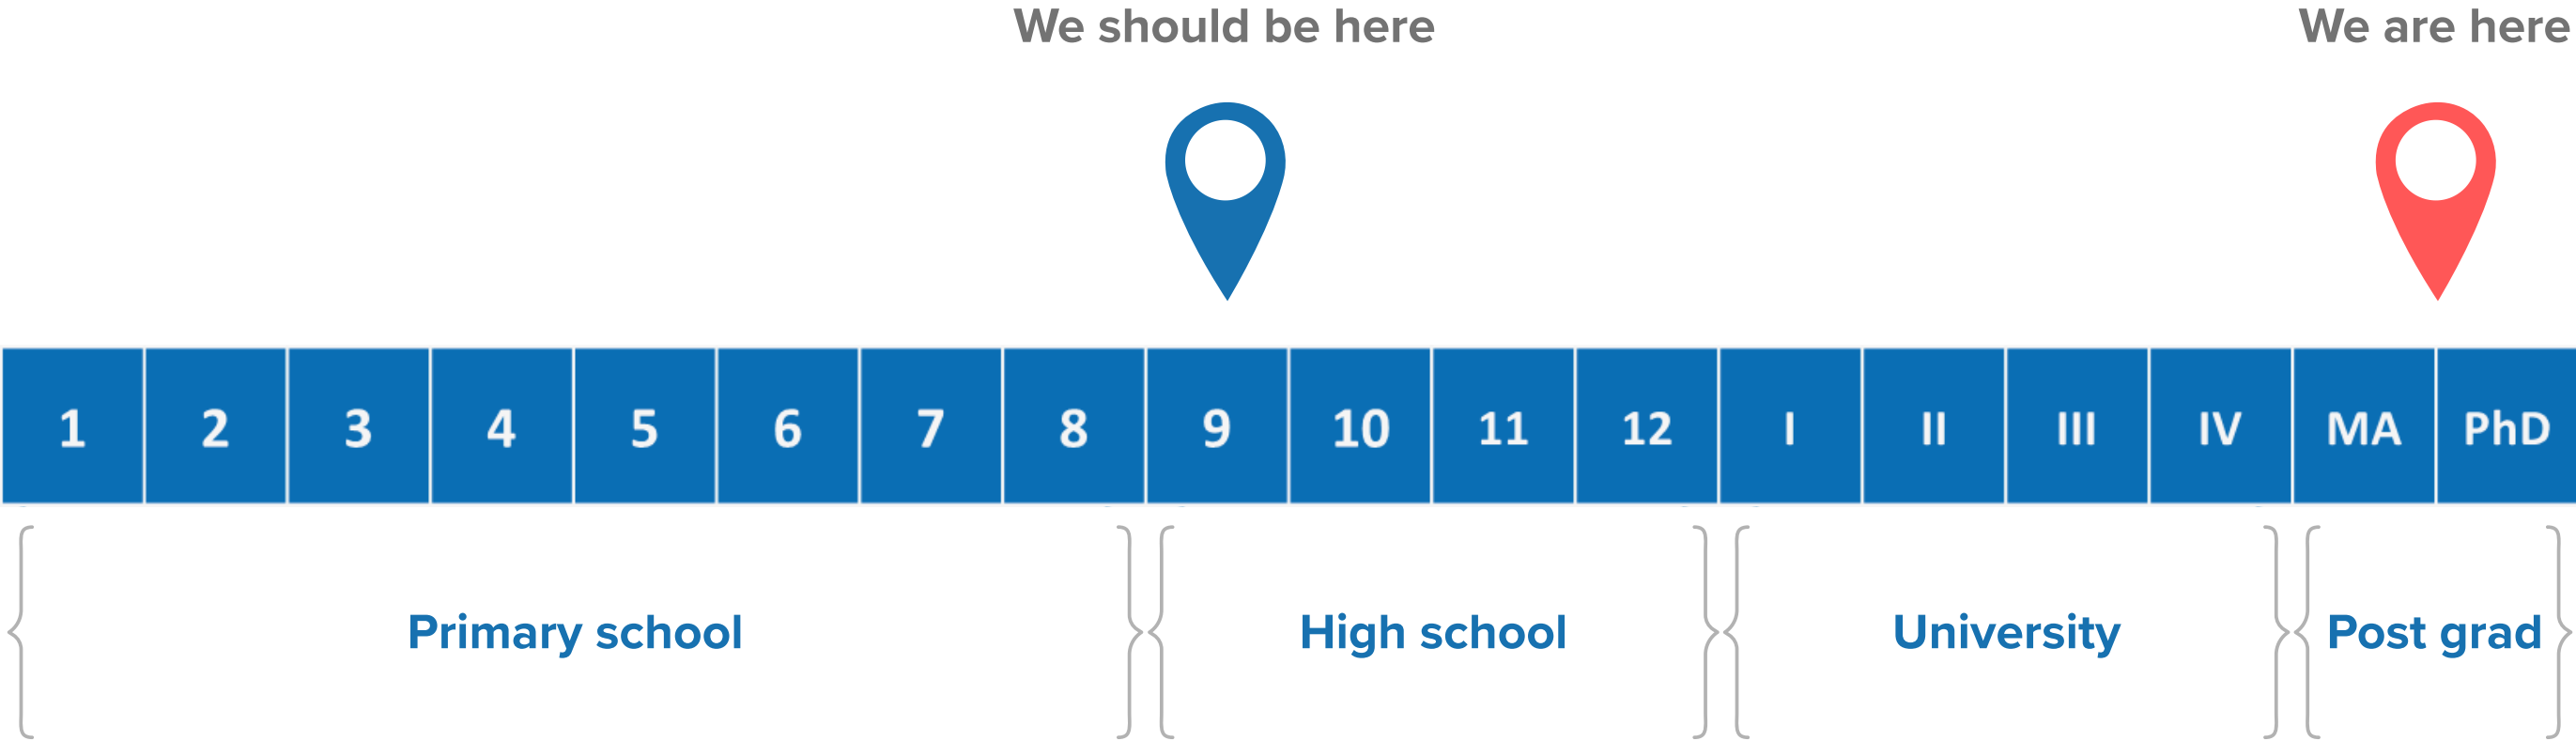 We should be here We are here
1 2 3 4 5 6 7 8 9 10 11 12 I II III IV MA PhD
Primary school High school University Post grad